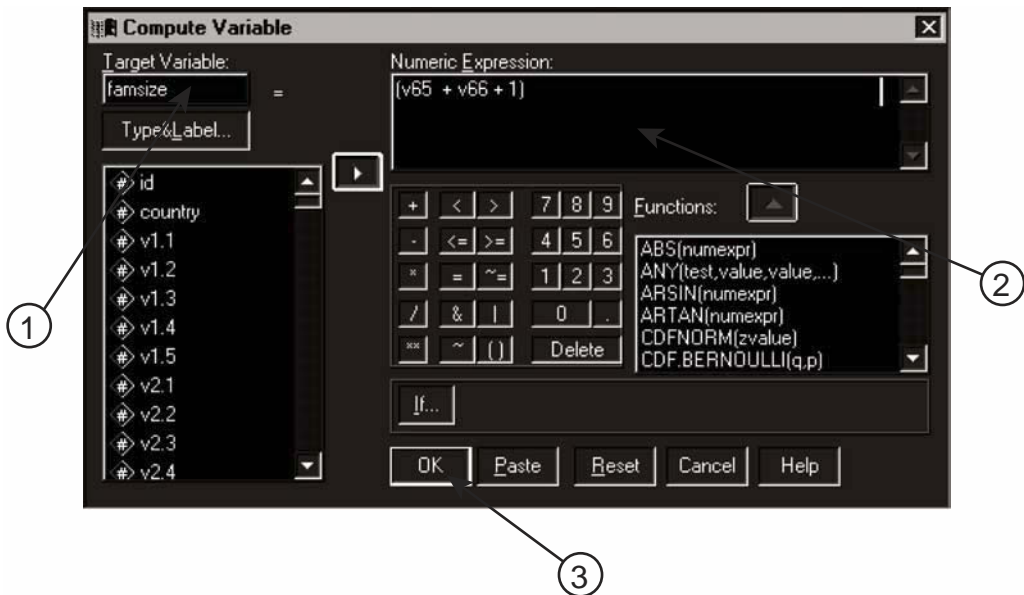 Compute Variable
Target Variable:
famsize
=
Type&Label...
Numeric Expression:
(v65 + v66 + 1)
id
country
v1.1
v1.2
v1.3
v1.4
v1.5
v2.1
v2.2
v2.3
v2.4
+ < > 7 8 9
- <= >= 4 5 6
* = ~= 1 2 3
/ & | 0 .
** ~ () Delete
Functions:
ABS(numexpr)
ANY(test,value,value,...)
ARSIN(numexpr)
ARTAN(numexpr)
CDFNORM(zvalue)
CDF.BERNOULLI(q,p)
If...
OK Paste Reset Cancel Help
1
2
3